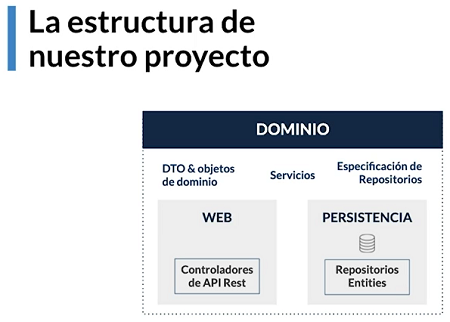 La estructura de
nuestro proyecto
DOMINIO
DTO & objetos
de dominio
Servicios
Especificación de
Repositorios
WEB
Controladores
de API Rest
PERSISTENCIA
Repositorios
Entities